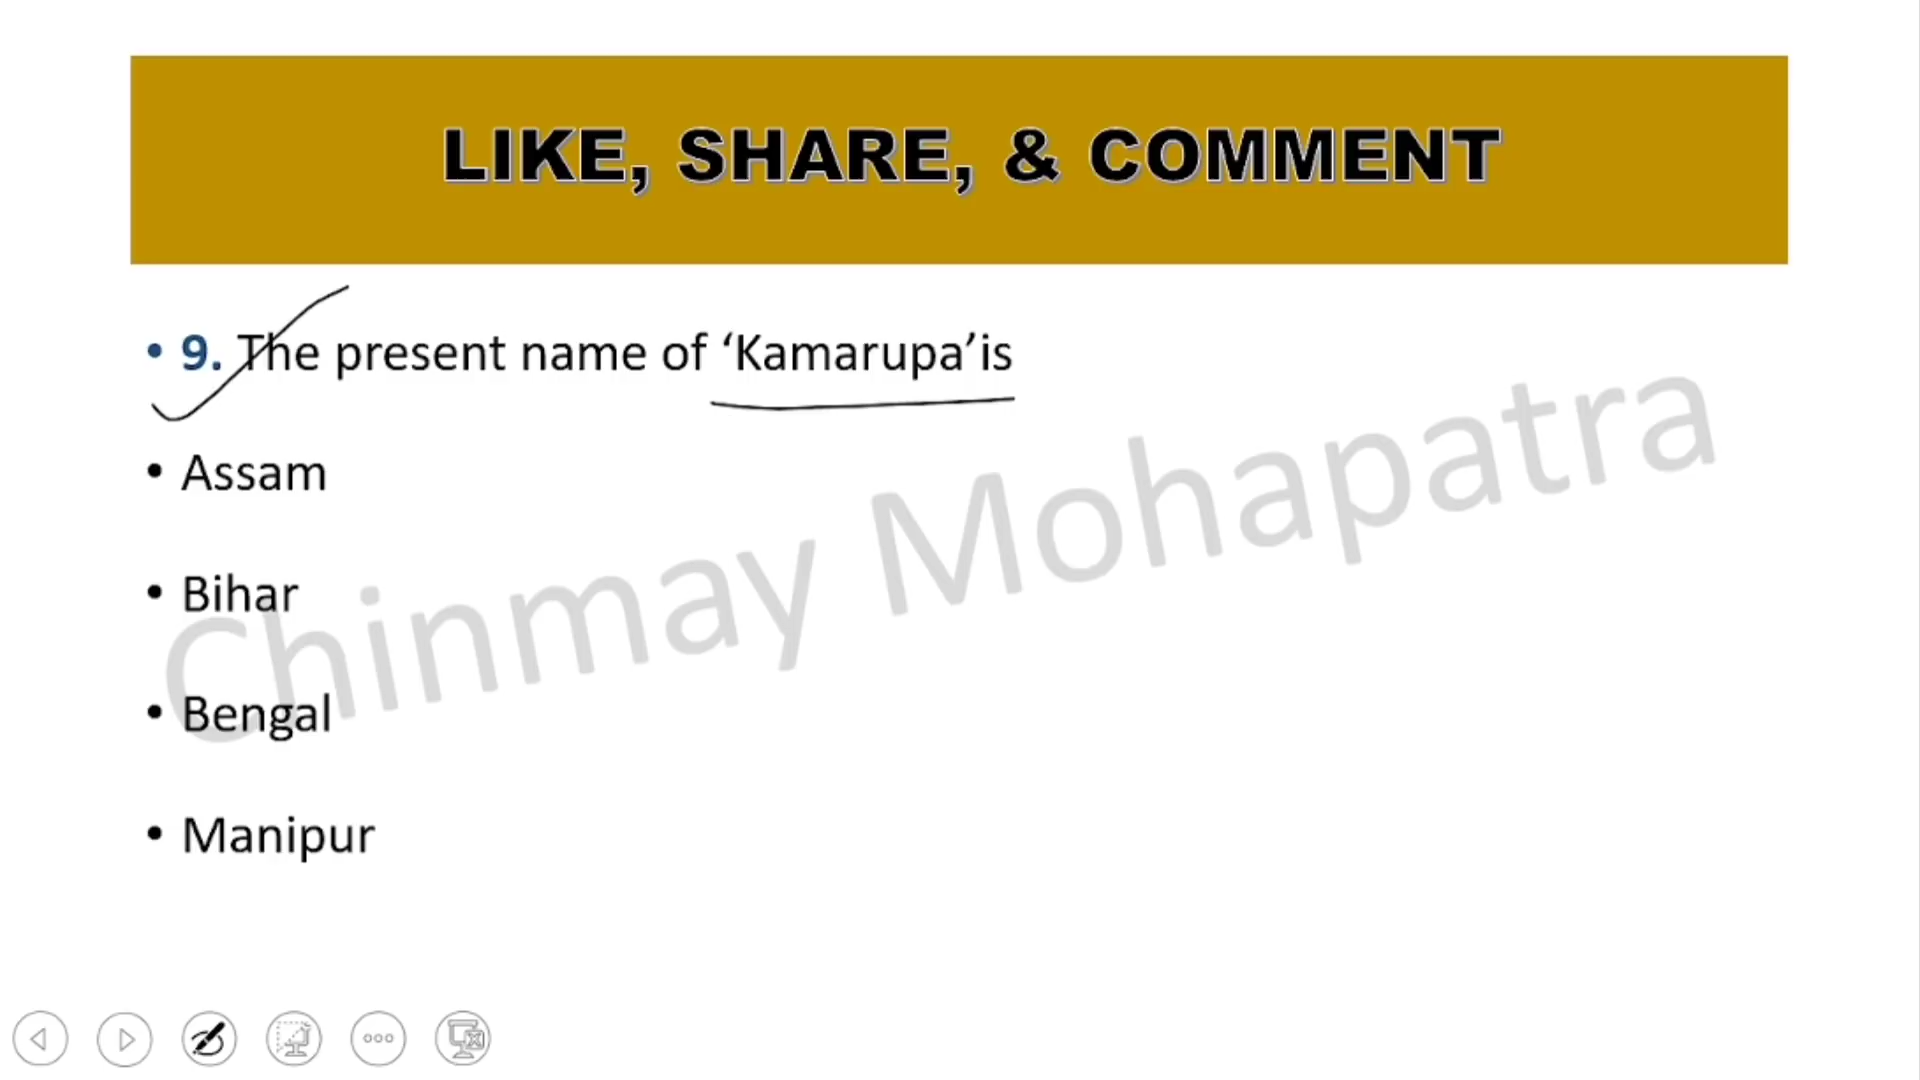 LIKE, SHARE, & COMMENT
• 9. The present name of ‘Kamarupa’is
• Assam
• Bihar
• Bengal
• Manipur
Chinmay Mohapatra